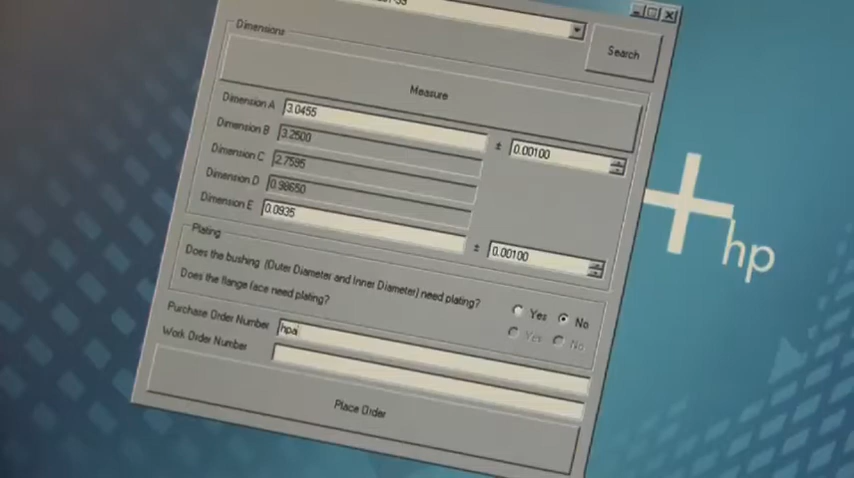 Search
Dimensions
Measure
Dimension A 3.0455 ± 0.00100
Dimension B 3.2500
Dimension C 2.7595
Dimension D 0.98650
Dimension E 0.0935 ± 0.00100
Plating
Does the bushing (Outer Diameter and Inner Diameter) need plating? Yes No
Does the flange face need plating? Yes No
Purchase Order Number hpa
Work Order Number
Place Order
hp